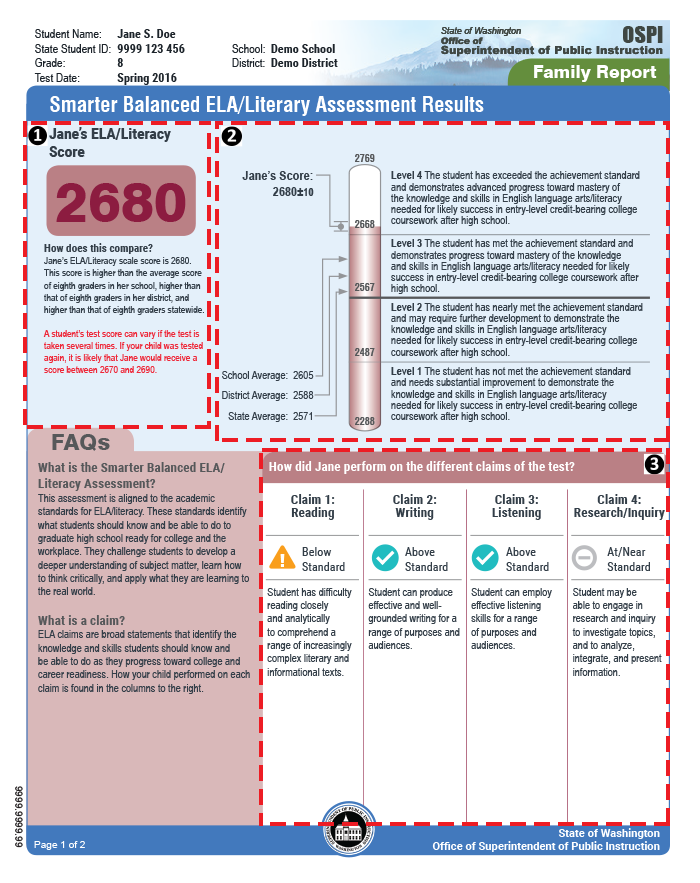 Student Name: Jane S. Doe
State Student ID: 9999 123 456
Grade: 8
Test Date: Spring 2016
School: Demo School
District: Demo District
State of Washington
Office of
Superintendent of Public Instruction
OSPI
Family Report
Smarter Balanced ELA/Literary Assessment Results
1
Jane's ELA/Literacy
Score
2680
How does this compare?
Jane's ELA/Literacy scale score is 2680.
This score is higher than the average score
of eighth graders in her school, higher than
that of eighth graders in her district, and
higher than that of eighth graders statewide.
A student's test score can vary if the test is
taken several times. If your child was tested
again, it is likely that Jane would receive a
score between 2670 and 2690.
2
Jane's Score:
2680±10
School Average: 2605
District Average: 2588
State Average: 2571
2769
2668
2567
2487
2288
Level 4 The student has exceeded the achievement standard
and demonstrates advanced progress toward mastery of
the knowledge and skills in English language arts/literacy
needed for likely success in entry-level credit-bearing college
coursework after high school.
Level 3 The student has met the achievement standard and
demonstrates progress toward mastery of the knowledge
and skills in English language arts/literacy needed for likely
success in entry-level credit-bearing college coursework after
high school.
Level 2 The student has nearly met the achievement standard
and may require further development to demonstrate the
knowledge and skills in English language arts/literacy
needed for likely success in entry-level credit-bearing college
coursework after high school.
Level 1 The student has not met the achievement standard
and needs substantial improvement to demonstrate the
knowledge and skills in English language arts/literacy
needed for likely success in entry-level credit-bearing college
coursework after high school.
FAQs
What is the Smarter Balanced ELA/
Literacy Assessment?
This assessment is aligned to the academic
standards for ELA/literacy. These standards identify
what students should know and be able to do to
graduate high school ready for college and the
workplace. They challenge students to develop a
deeper understanding of subject matter, learn how
to think critically, and apply what they are learning to
the real world.
What is a claim?
ELA claims are broad statements that identify the
knowledge and skills students should know and
be able to do as they progress toward college and
career readiness. How your child performed on each
claim is found in the columns to the right.
How did Jane perform on the different claims of the test?
3
Claim 1:
Reading
Below
Standard
Student has difficulty
reading closely
and analytically
to comprehend a
range of increasingly
complex literary and
informational texts.
Claim 2:
Writing
Above
Standard
Student can produce
effective and well-
grounded writing for a
range of purposes and
audiences.
Claim 3:
Listening
Above
Standard
Student can employ
effective listening
skills for a range
of purposes and
audiences.
Claim 4:
Research/Inquiry
At/Near
Standard
Student may be
able to engage in
research and inquiry
to investigate topics,
and to analyze,
integrate, and present
information.
9999.9999.99
Page 1 of 2
State of Washington
Office of Superintendent of Public Instruction